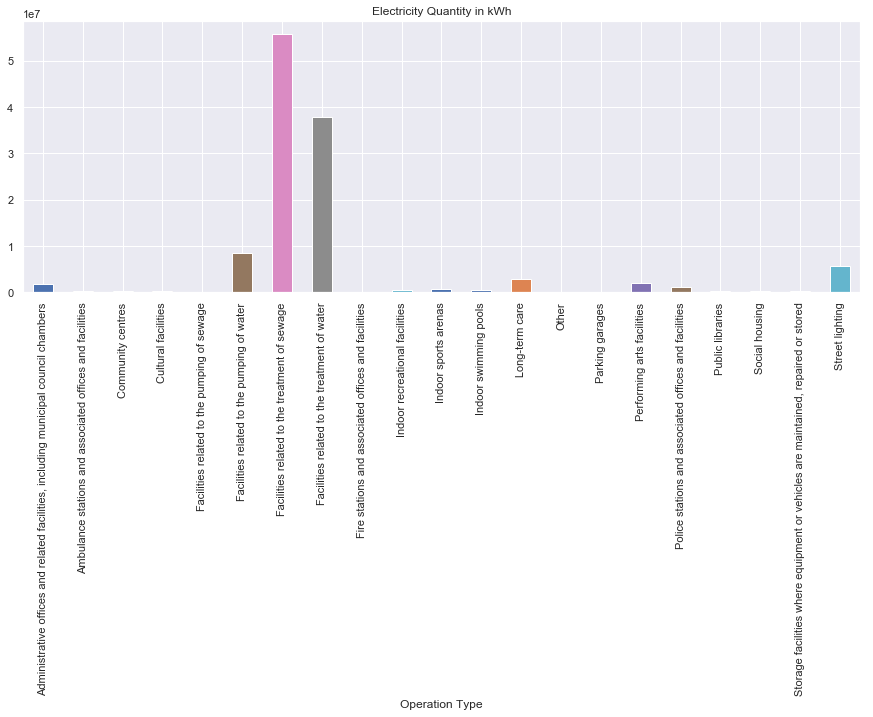 Electricity Quantity in kWh
1e7
5
4
3
2
1
0
Administrative offices and related facilities, including municipal council chambers
Ambulance stations and associated offices and facilities
Community centres
Cultural facilities
Facilities related to the pumping of sewage
Facilities related to the pumping of water
Facilities related to the treatment of sewage
Facilities related to the treatment of water
Fire stations and associated offices and facilities
Indoor recreational facilities
Indoor sports arenas
Indoor swimming pools
Long-term care
Other
Parking garages
Performing arts facilities
Police stations and associated offices and facilities
Public libraries
Social housing
Storage facilities where equipment or vehicles are maintained, repaired or stored
Street lighting
Operation Type